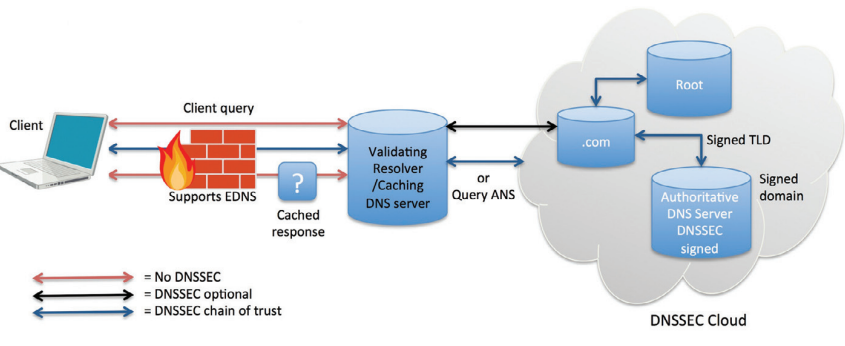 Client query
Client
Supports EDNS
?
Cached
response
Validating
Resolver
/Caching
DNS server
or
Query ANS
Root
.com
Signed TLD
Signed
domain
Authoritative
DNS Server
DNSSEC
signed
DNSSEC Cloud
= No DNSSEC
= DNSSEC optional
= DNSSEC chain of trust